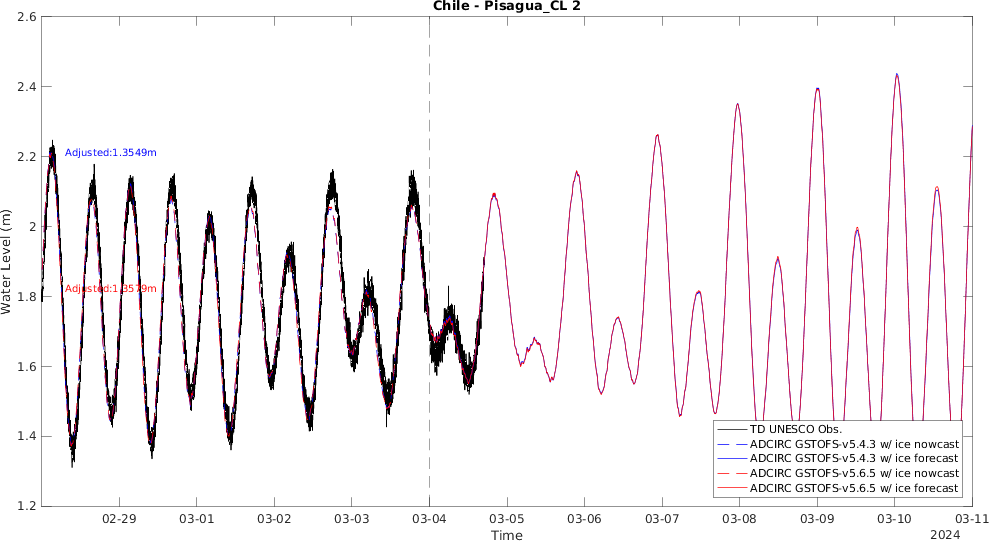 Chile - Pisagua_CL 2
2.6
2.4
2.2
2
1.8
1.6
1.4
1.2
Water Level (m)
Adjusted:1.3549m
Adjusted:1.3579m
TD UNESCO Obs.
ADCIRC GSTOFS-v5.4.3 w/ ice nowcast
ADCIRC GSTOFS-v5.4.3 w/ ice forecast
ADCIRC GSTOFS-v5.6.5 w/ ice nowcast
ADCIRC GSTOFS-v5.6.5 w/ ice forecast
02-29 03-01 03-02 03-03 03-04 03-05 03-06 03-07 03-08 03-09 03-10 03-11
Time
2024